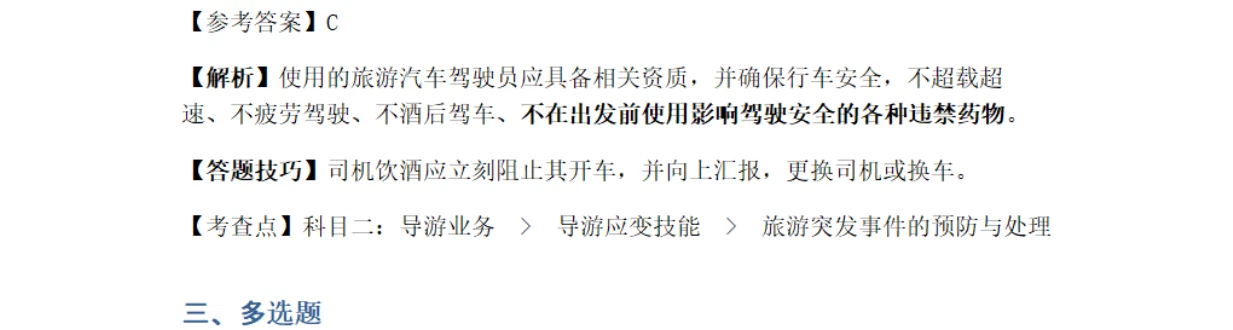 【参考答案】C
【解析】使用的旅游汽车驾驶员应具备相关资质，并确保行车安全，不超载超
速、不疲劳驾驶、不酒后驾车、不在出发前使用影响驾驶安全的各种违禁药物。
【答题技巧】司机饮酒应立刻阻止其开车，并向上汇报，更换司机或换车。
【考查点】科目二：导游业务 > 导游应变技能 > 旅游突发事件的预防与处理
三、多选题